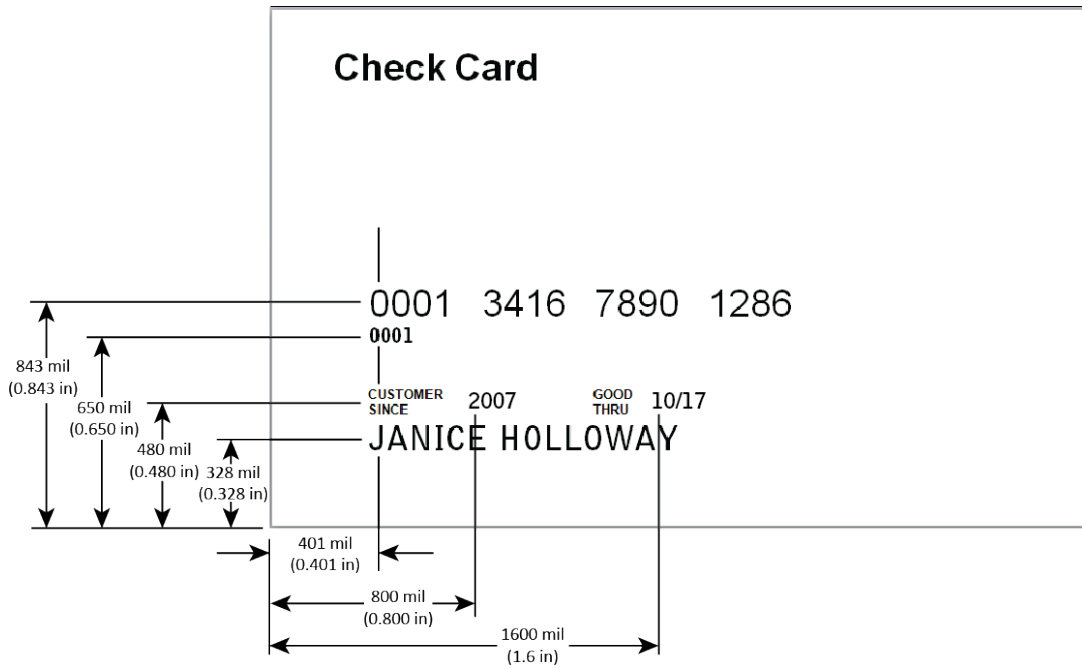 Check Card
0001 3416 7890 1286
0001
843 mil
(0.843 in)
650 mil
(0.650 in)
CUSTOMER
SINCE
2007
GOOD
THRU
10/17
480 mil
(0.480 in)
JANICE HOLLOWAY
328 mil
(0.328 in)
401 mil
(0.401 in)
800 mil
(0.800 in)
1600 mil
(1.6 in)